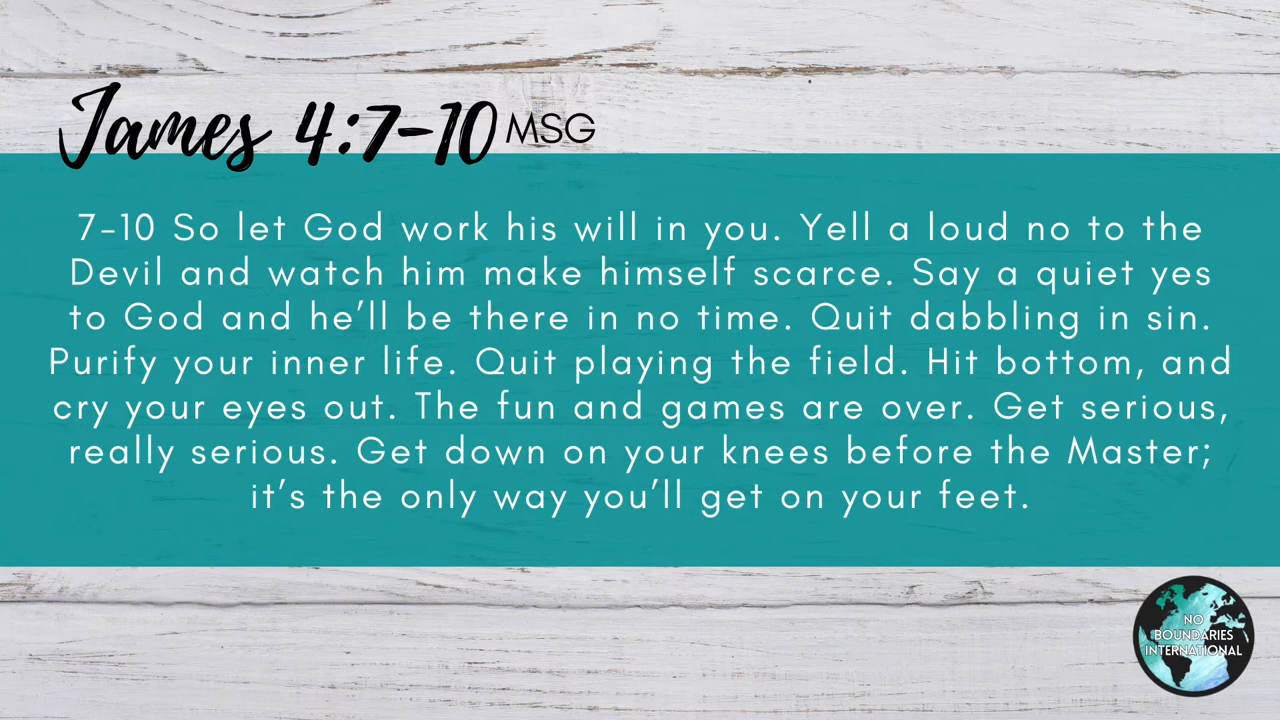 James 4:7-10 MSG
7-10 So let God work his will in you. Yell a loud no to the
Devil and watch him make himself scarce. Say a quiet yes
to God and he’ll be there in no time. Quit dabbling in sin.
Purify your inner life. Quit playing the field. Hit bottom, and
cry your eyes out. The fun and games are over. Get serious,
really serious. Get down on your knees before the Master;
it’s the only way you’ll get on your feet.
NO
BOUNDARIES
INTERNATIONAL